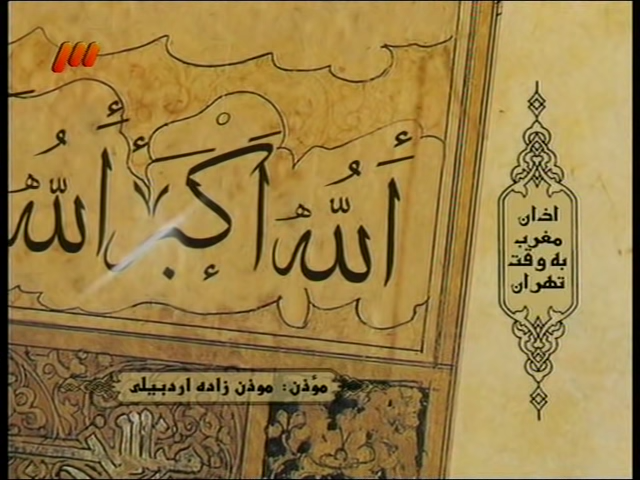 اَللّٰهُ اَكْبَرُ اَللّٰهُ
اذان
مغرب
به وقت
تهران
مؤذن: موذن زاده اردبیلی